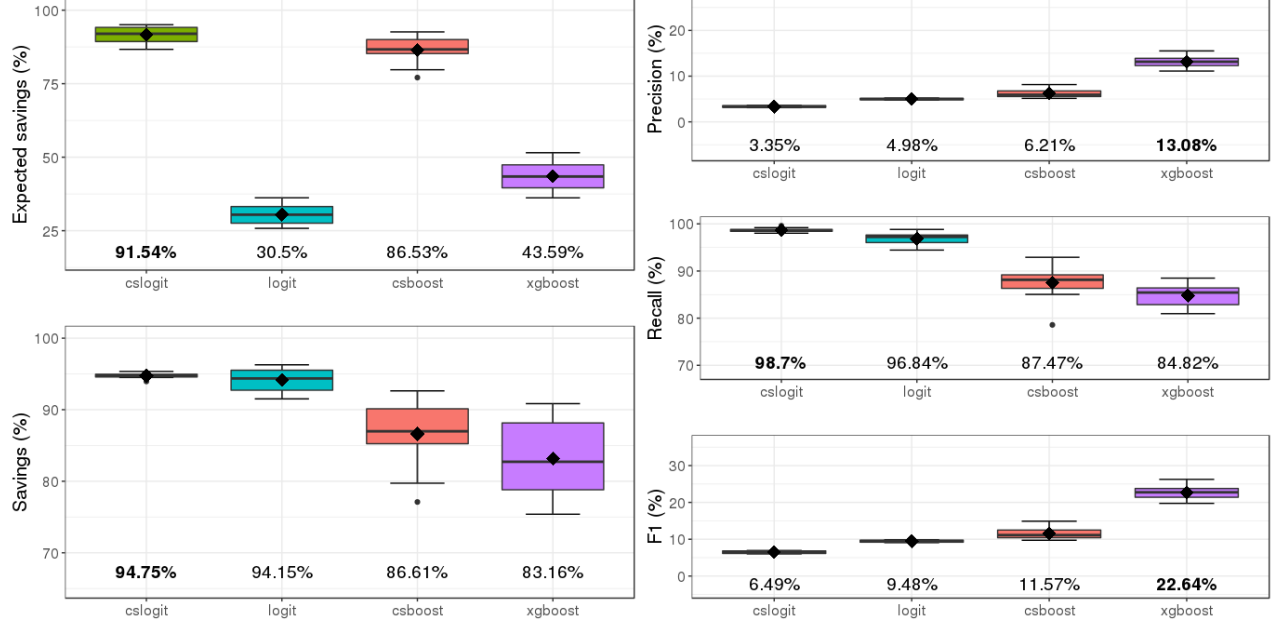 Expected savings (%)
100
75
50
25
91.54% 30.5% 86.53% 43.59%
cslogit logit csboost xgboost
Savings (%)
100
90
80
70
94.75% 94.15% 86.61% 83.16%
cslogit logit csboost xgboost
Precision (%)
20
10
0
3.35% 4.98% 6.21% 13.08%
cslogit logit csboost xgboost
Recall (%)
100
90
80
70
98.7% 96.84% 87.47% 84.82%
cslogit logit csboost xgboost
F1 (%)
30
20
10
0
6.49% 9.48% 11.57% 22.64%
cslogit logit csboost xgboost